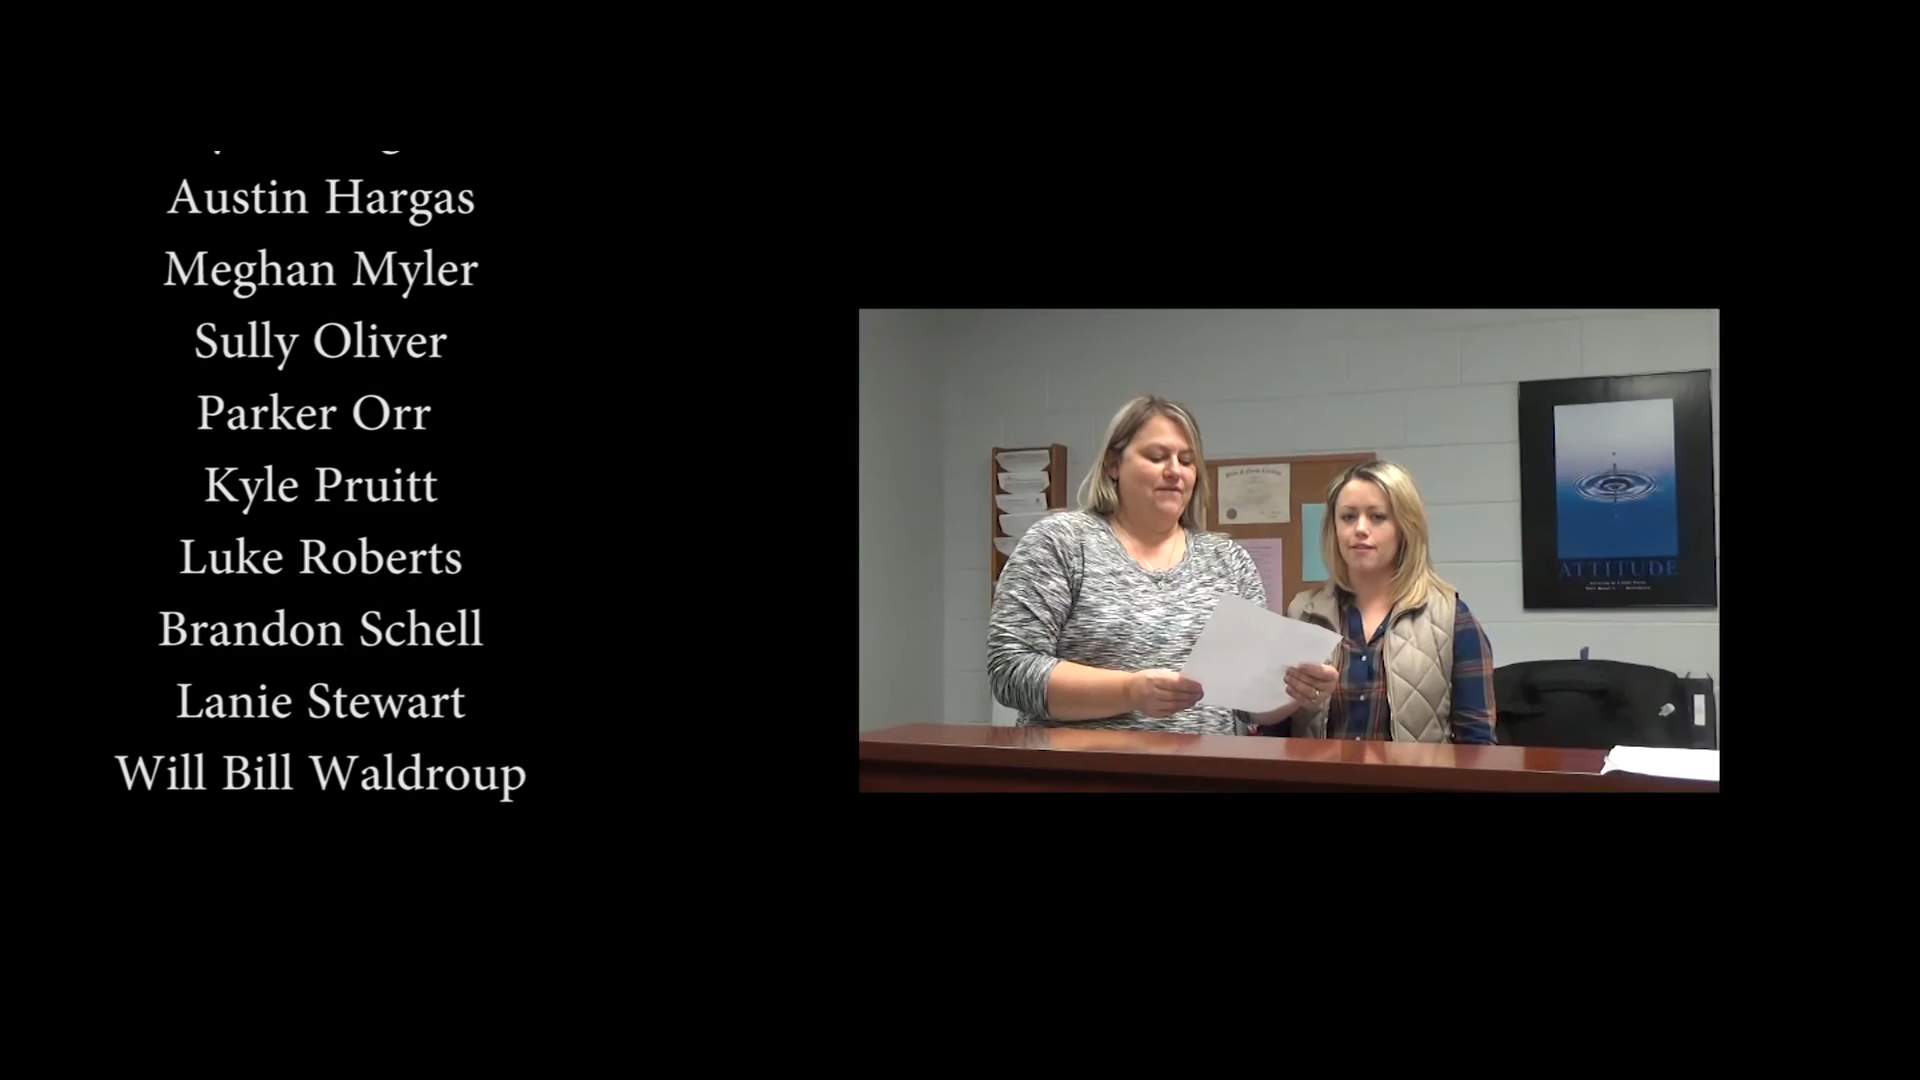 Austin Hargas
Meghan Myler
Sully Oliver
Parker Orr
Kyle Pruitt
Luke Roberts
Brandon Schell
Lanie Stewart
Will Bill Waldroup
ATTITUDE